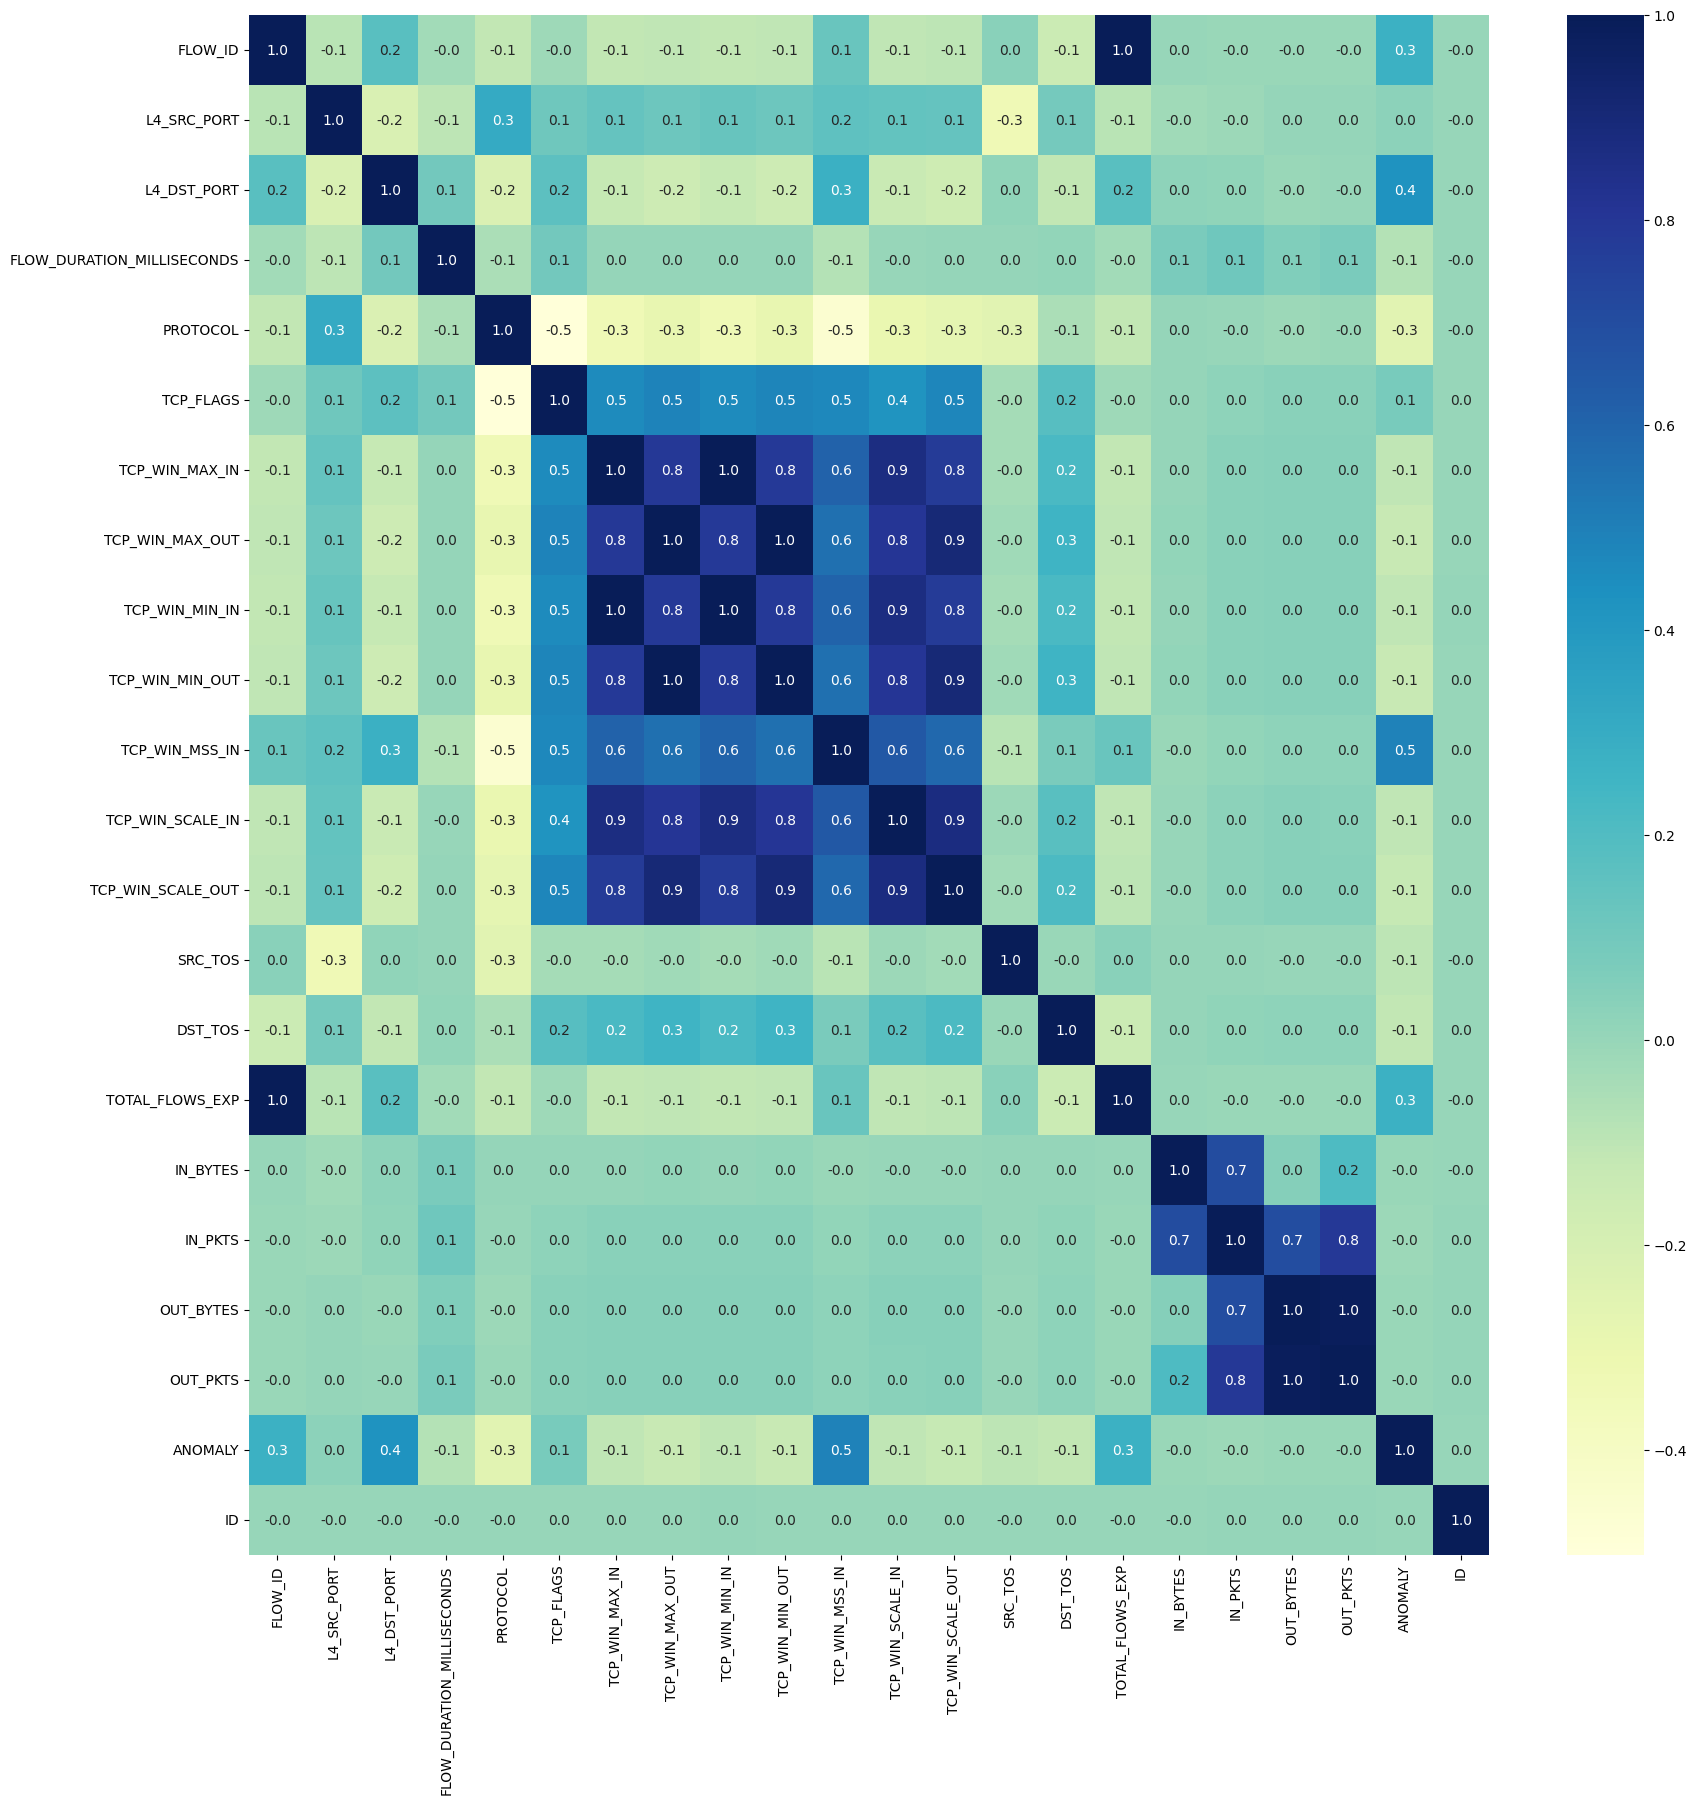 FLOW_ID 1.0 -0.1 0.2 -0.0 -0.1 -0.0 -0.1 -0.1 -0.1 -0.1 0.1 -0.1 -0.1 0.0 -0.1 1.0 0.0 -0.0 -0.0 -0.0 0.3 -0.0
L4_SRC_PORT -0.1 1.0 -0.2 -0.1 0.3 0.1 0.1 0.1 0.1 0.1 0.2 0.1 0.1 -0.3 0.1 -0.1 -0.0 -0.0 0.0 0.0 0.0 -0.0
L4_DST_PORT 0.2 -0.2 1.0 0.1 -0.2 0.2 -0.1 -0.2 -0.1 -0.2 0.3 -0.1 -0.2 0.0 -0.1 0.2 0.0 0.0 -0.0 -0.0 0.4 -0.0
FLOW_DURATION_MILLISECONDS -0.0 -0.1 0.1 1.0 -0.1 0.1 0.0 0.0 0.0 0.0 -0.1 -0.0 0.0 0.0 0.0 -0.0 0.1 0.1 0.1 0.1 -0.1 -0.0
PROTOCOL -0.1 0.3 -0.2 -0.1 1.0 -0.5 -0.3 -0.3 -0.3 -0.3 -0.5 -0.3 -0.3 -0.3 -0.1 -0.1 0.0 -0.0 -0.0 -0.0 -0.3 -0.0
TCP_FLAGS -0.0 0.1 0.2 0.1 -0.5 1.0 0.5 0.5 0.5 0.5 0.5 0.4 0.5 -0.0 0.2 -0.0 0.0 0.0 0.0 0.0 0.1 0.0
TCP_WIN_MAX_IN -0.1 0.1 -0.1 0.0 -0.3 0.5 1.0 0.8 1.0 0.8 0.6 0.9 0.8 -0.0 0.2 -0.1 0.0 0.0 0.0 0.0 -0.1 0.0
TCP_WIN_MAX_OUT -0.1 0.1 -0.2 0.0 -0.3 0.5 0.8 1.0 0.8 1.0 0.6 0.8 0.9 -0.0 0.3 -0.1 0.0 0.0 0.0 0.0 -0.1 0.0
TCP_WIN_MIN_IN -0.1 0.1 -0.1 0.0 -0.3 0.5 1.0 0.8 1.0 0.8 0.6 0.9 0.8 -0.0 0.2 -0.1 0.0 0.0 0.0 0.0 -0.1 0.0
TCP_WIN_MIN_OUT -0.1 0.1 -0.2 0.0 -0.3 0.5 0.8 1.0 0.8 1.0 0.6 0.8 0.9 -0.0 0.3 -0.1 0.0 0.0 0.0 0.0 -0.1 0.0
TCP_WIN_MSS_IN 0.1 0.2 0.3 -0.1 -0.5 0.5 0.6 0.6 0.6 0.6 1.0 0.6 0.6 -0.1 0.1 0.1 -0.0 0.0 0.0 0.0 0.5 0.0
TCP_WIN_SCALE_IN -0.1 0.1 -0.1 -0.0 -0.3 0.4 0.9 0.8 0.9 0.8 0.6 1.0 0.9 -0.0 0.2 -0.1 -0.0 0.0 0.0 0.0 -0.1 0.0
TCP_WIN_SCALE_OUT -0.1 0.1 -0.2 0.0 -0.3 0.5 0.8 0.9 0.8 0.9 0.6 0.9 1.0 -0.0 0.2 -0.1 -0.0 0.0 0.0 0.0 -0.1 0.0
SRC_TOS 0.0 -0.3 0.0 0.0 -0.3 -0.0 -0.0 -0.0 -0.0 -0.0 -0.1 -0.0 -0.0 1.0 -0.0 0.0 0.0 0.0 -0.0 -0.0 -0.1 -0.0
DST_TOS -0.1 0.1 -0.1 0.0 -0.1 0.2 0.2 0.3 0.2 0.3 0.1 0.2 0.2 -0.0 1.0 -0.1 0.0 0.0 0.0 0.0 -0.1 0.0
TOTAL_FLOWS_EXP 1.0 -0.1 0.2 -0.0 -0.1 -0.0 -0.1 -0.1 -0.1 -0.1 0.1 -0.1 -0.1 0.0 -0.1 1.0 0.0 -0.0 -0.0 -0.0 0.3 -0.0
IN_BYTES 0.0 -0.0 0.0 0.1 0.0 0.0 0.0 0.0 0.0 0.0 -0.0 -0.0 -0.0 0.0 0.0 0.0 1.0 0.7 0.0 0.2 -0.0 -0.0
IN_PKTS -0.0 -0.0 0.0 0.1 -0.0 0.0 0.0 0.0 0.0 0.0 0.0 0.0 0.0 0.0 0.0 -0.0 0.7 1.0 0.7 0.8 -0.0 0.0
OUT_BYTES -0.0 0.0 -0.0 0.1 -0.0 0.0 0.0 0.0 0.0 0.0 0.0 0.0 0.0 -0.0 0.0 -0.0 0.0 0.7 1.0 1.0 -0.0 0.0
OUT_PKTS -0.0 0.0 -0.0 0.1 -0.0 0.0 0.0 0.0 0.0 0.0 0.0 0.0 0.0 -0.0 0.0 -0.0 0.2 0.8 1.0 1.0 -0.0 0.0
ANOMALY 0.3 0.0 0.4 -0.1 -0.3 0.1 -0.1 -0.1 -0.1 -0.1 0.5 -0.1 -0.1 -0.1 -0.1 0.3 -0.0 -0.0 -0.0 -0.0 1.0 0.0
ID -0.0 -0.0 -0.0 -0.0 -0.0 0.0 0.0 0.0 0.0 0.0 0.0 0.0 0.0 -0.0 0.0 -0.0 -0.0 0.0 0.0 0.0 0.0 1.0
FLOW_ID
L4_SRC_PORT
L4_DST_PORT
FLOW_DURATION_MILLISECONDS
PROTOCOL
TCP_FLAGS
TCP_WIN_MAX_IN
TCP_WIN_MAX_OUT
TCP_WIN_MIN_IN
TCP_WIN_MIN_OUT
TCP_WIN_MSS_IN
TCP_WIN_SCALE_IN
TCP_WIN_SCALE_OUT
SRC_TOS
DST_TOS
TOTAL_FLOWS_EXP
IN_BYTES
IN_PKTS
OUT_BYTES
OUT_PKTS
ANOMALY
ID
1.0
0.8
0.6
0.4
0.2
0.0
−0.2
−0.4